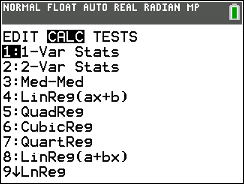 NORMAL FLOAT AUTO REAL RADIAN MP
EDIT CALC TESTS
1:1-Var Stats
2:2-Var Stats
3:Med-Med
4:LinReg(ax+b)
5:QuadReg
6:CubicReg
7:QuartReg
8:LinReg(a+bx)
9↓LnReg